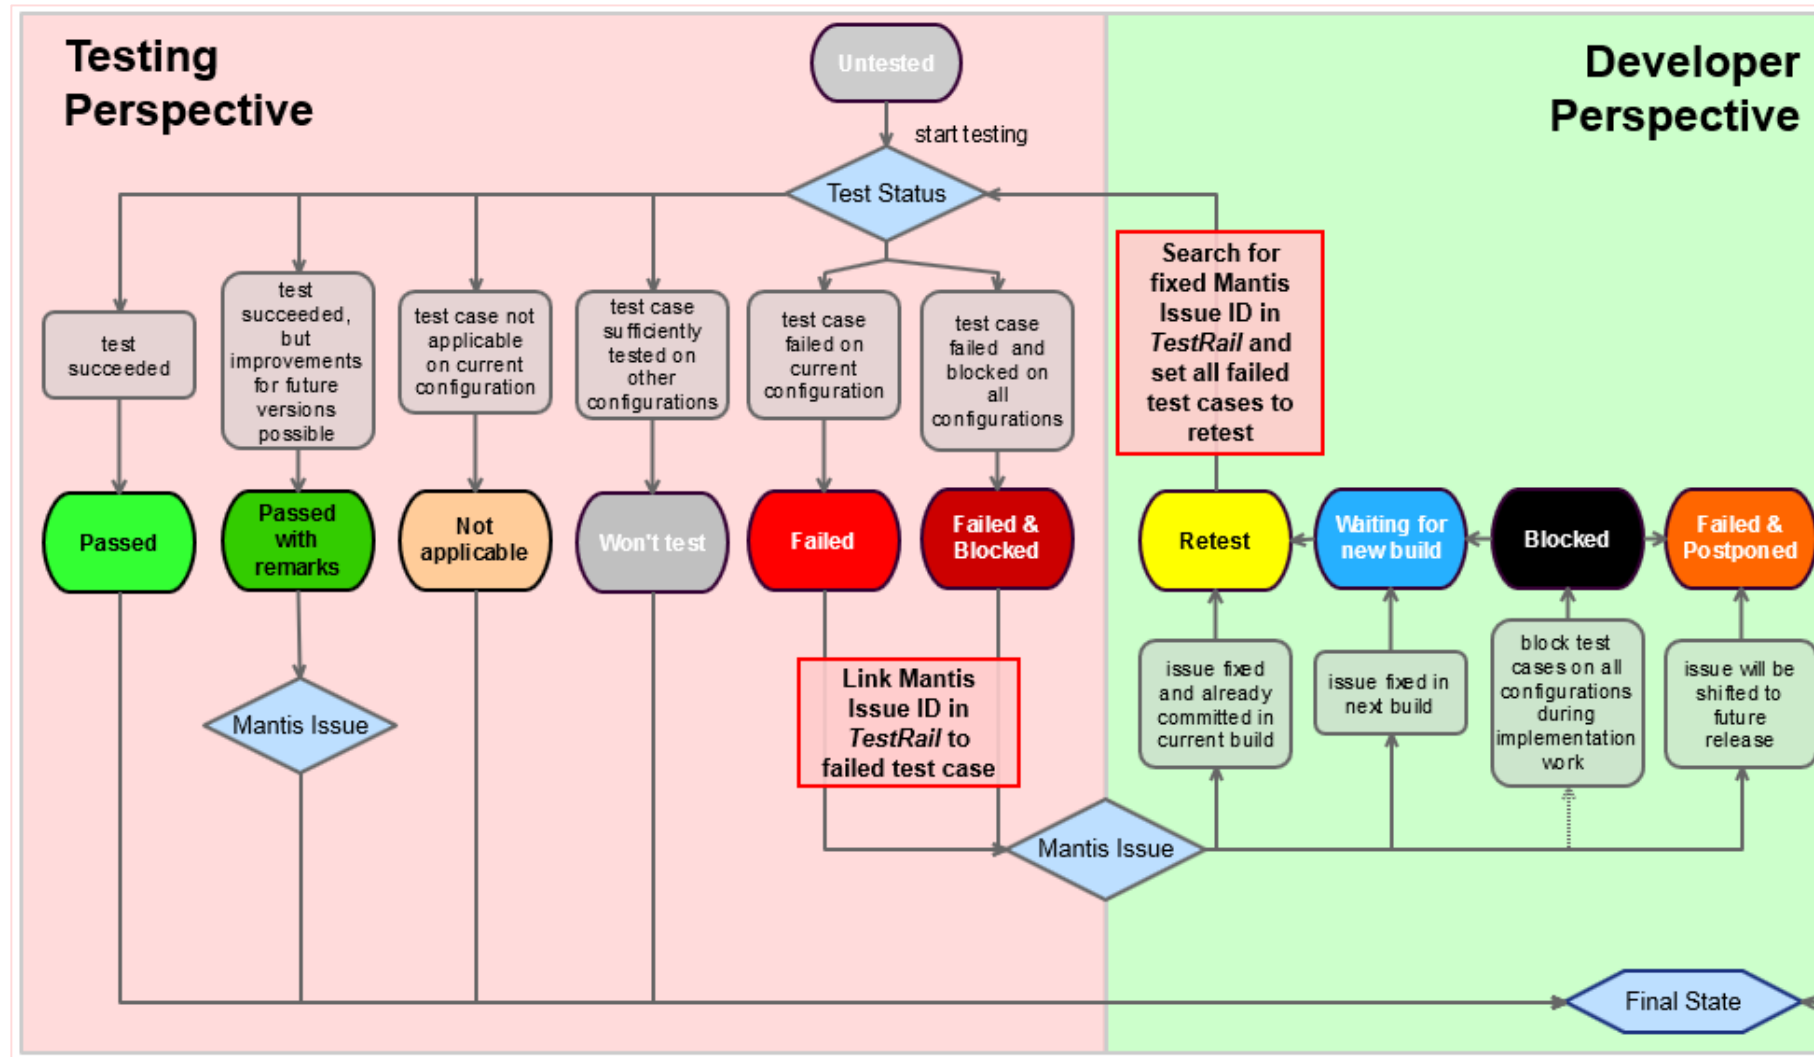 Testing
Perspective
Developer
Perspective
Untested
start testing
Test Status
test
succeeded
test
succeeded,
but
improvements
for future
versions
possible
test case not
applicable
on current
configuration
test case
sufficiently
tested on
other
configurations
test case
failed on
current
configuration
test case
failed and
blocked on
all
configurations
Search for
fixed Mantis
Issue ID in
TestRail and
set all failed
test cases to
retest
Passed
Passed
with
remarks
Not
applicable
Won't test
Failed
Failed &
Blocked
Retest
Waiting for
new build
Blocked
Failed &
Postponed
Mantis Issue
Link Mantis
Issue ID in
TestRail to
failed test case
issue fixed
and already
committed in
current build
issue fixed in
next build
block test
cases on all
configurations
during
implementation
work
issue will be
shifted to
future
release
Mantis Issue
Final State